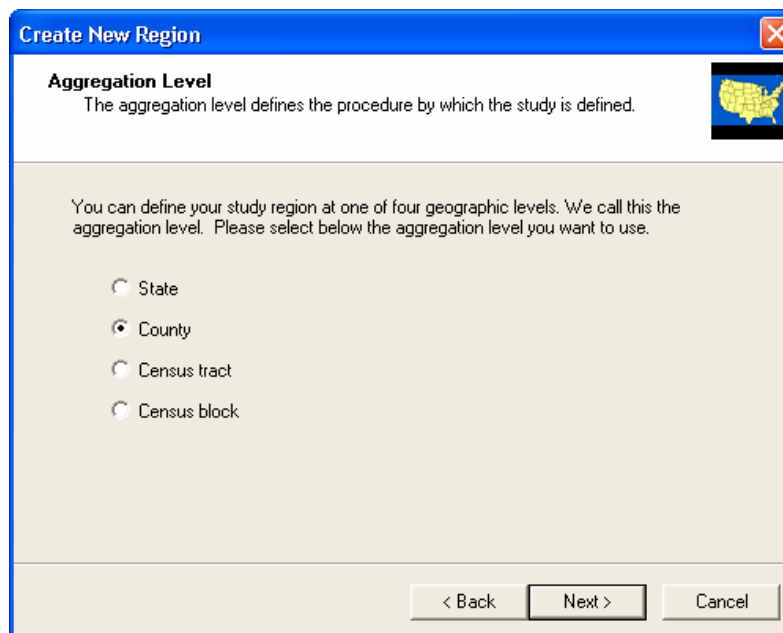 Create New Region
Aggregation Level
The aggregation level defines the procedure by which the study is defined.
You can define your study region at one of four geographic levels. We call this the
aggregation level.  Please select below the aggregation level you want to use.
State
County
Census tract
Census block
< Back
Next >
Cancel